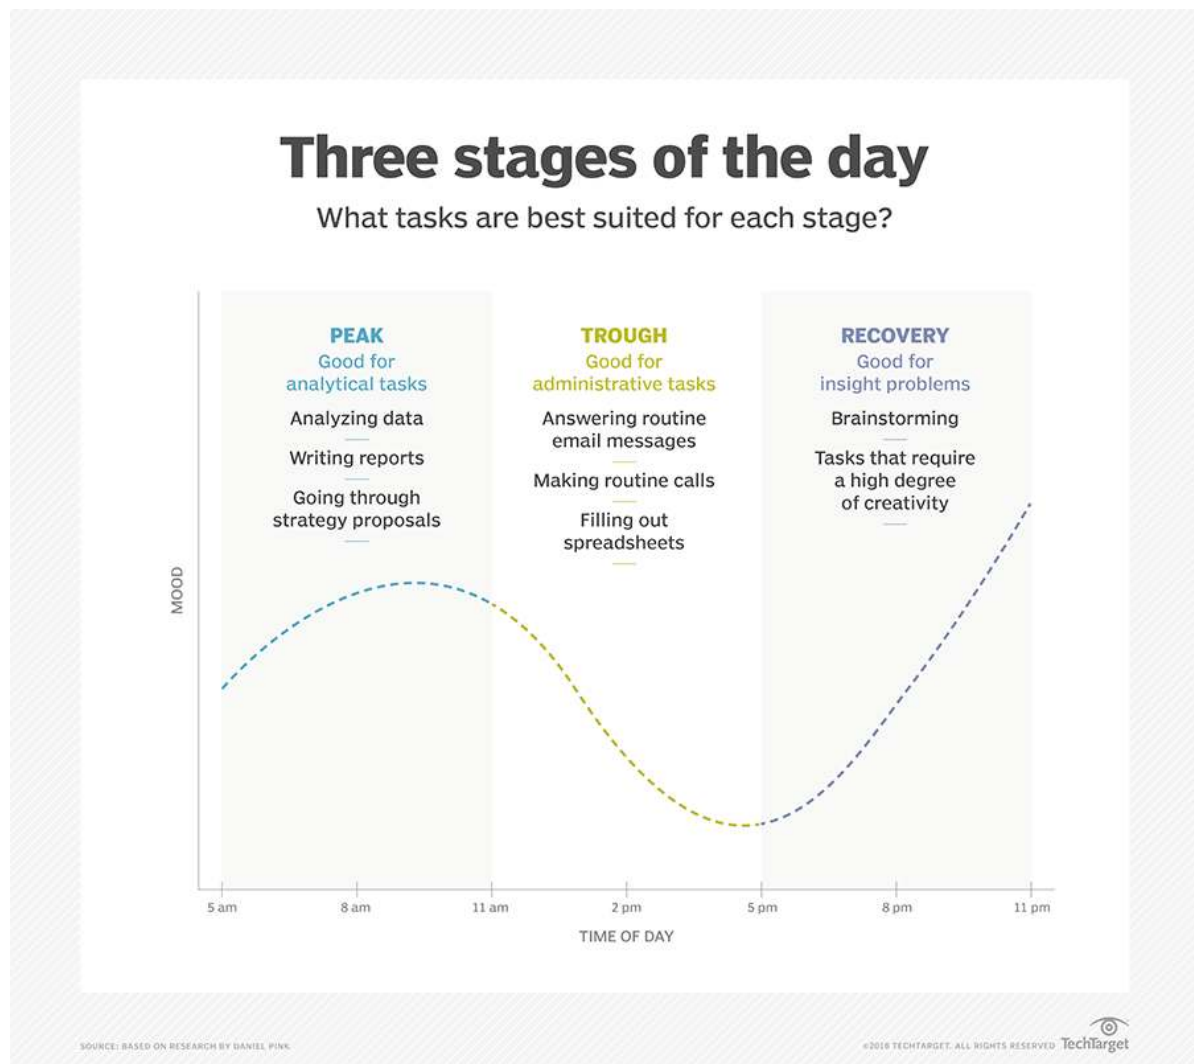 Three stages of the day
What tasks are best suited for each stage?
PEAK
Good for
analytical tasks
Analyzing data
Writing reports
Going through
strategy proposals
TROUGH
Good for
administrative tasks
Answering routine
email messages
Making routine calls
Filling out
spreadsheets
RECOVERY
Good for
insight problems
Brainstorming
Tasks that require
a high degree
of creativity
MOOD
5 am
8 am
11 am
2 pm
5 pm
8 pm
11 pm
TIME OF DAY
SOURCE: BASED ON RESEARCH BY DANIEL PINK
©2018 TECHTARGET. ALL RIGHTS RESERVED TechTarget